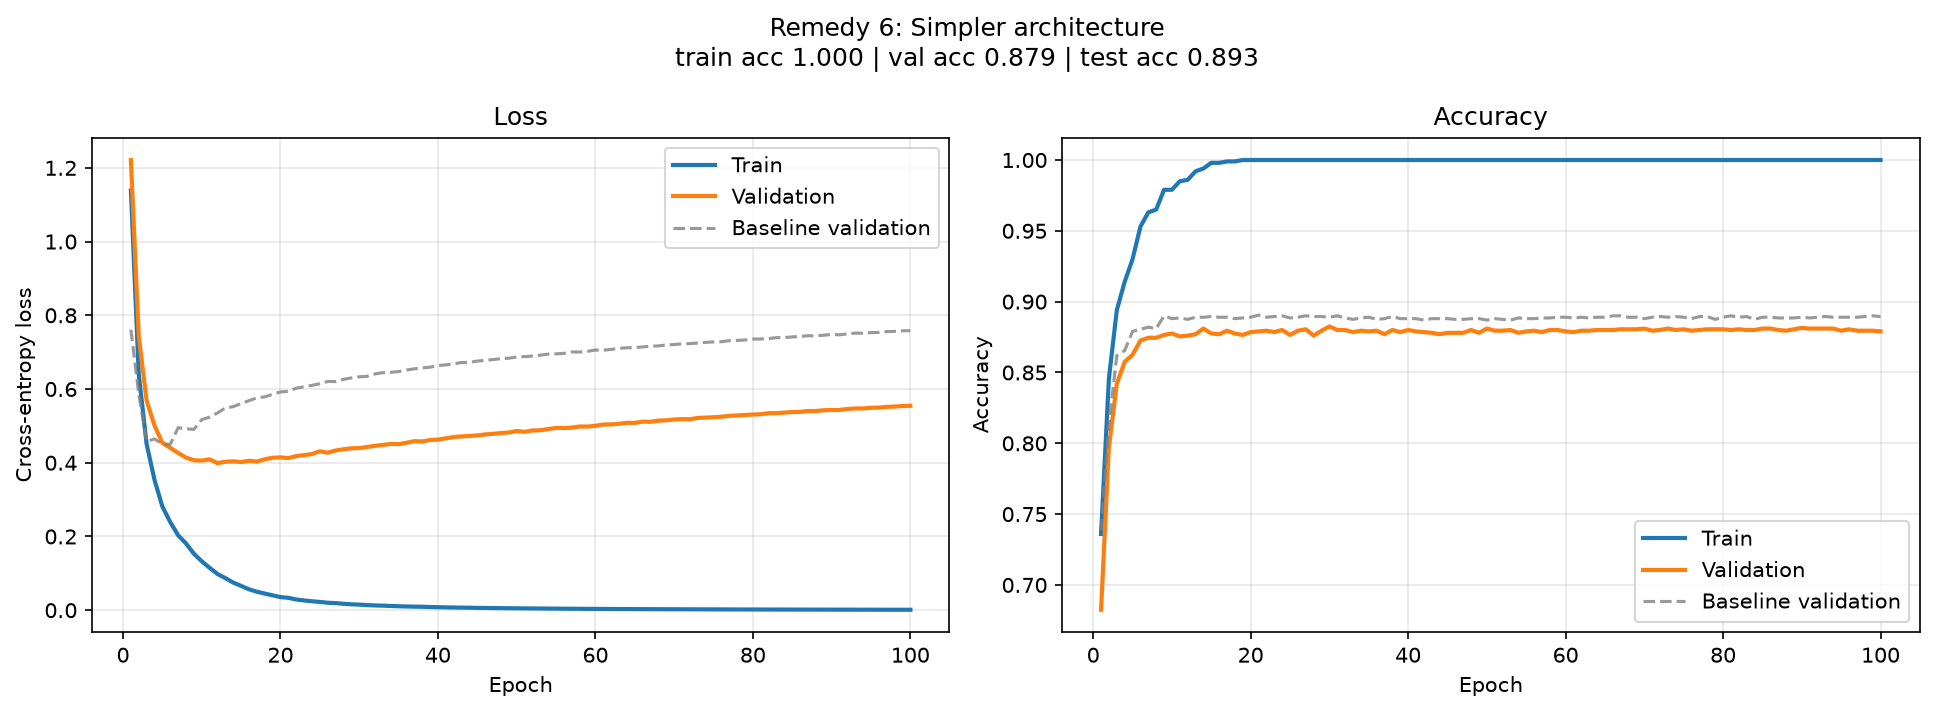 Remedy 6: Simpler architecture
train acc 1.000 | val acc 0.879 | test acc 0.893
Loss
Cross-entropy loss
1.2
1.0
0.8
0.6
0.4
0.2
0.0
Train
Validation
Baseline validation
0 20 40 60 80 100
Epoch
Accuracy
Accuracy
1.00
0.95
0.90
0.85
0.80
0.75
0.70
Train
Validation
Baseline validation
0 20 40 60 80 100
Epoch